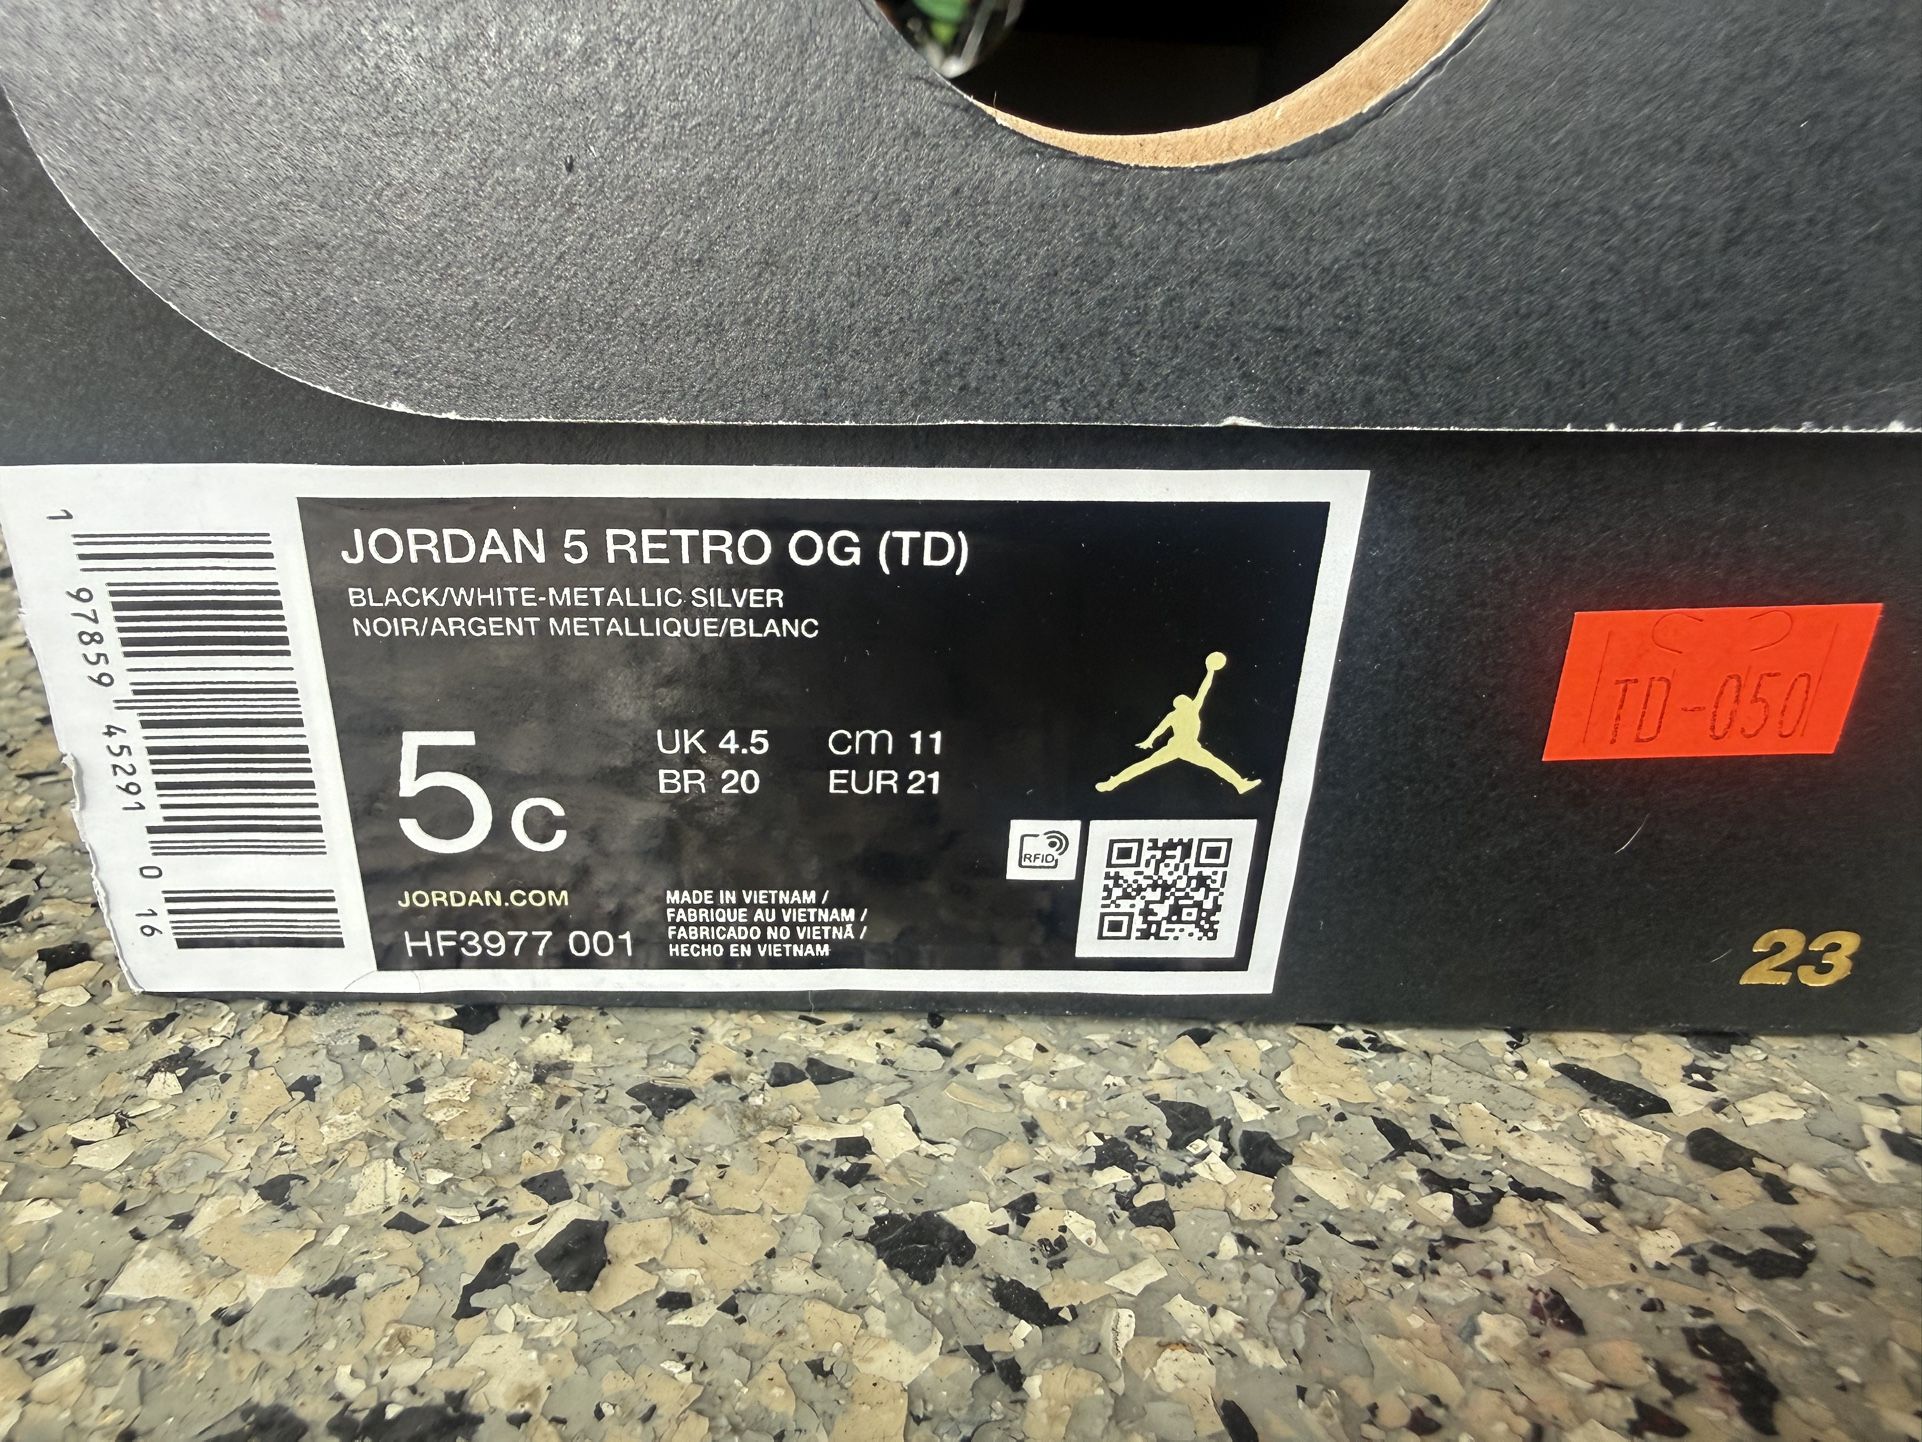 JORDAN 5 RETRO OG (TD)
BLACK/WHITE-METALLIC SILVER
NOIR/ARGENT METALLIQUE/BLANC
5c
UK 4.5 cm 11
BR 20 EUR 21
RFID
JORDAN.COM
HF3977 001
MADE IN VIETNAM /
FABRIQUE AU VIETNAM /
FABRICADO NO VIETNÃ /
HECHO EN VIETNAM
1 97859 45291 0 16
TD-050
23